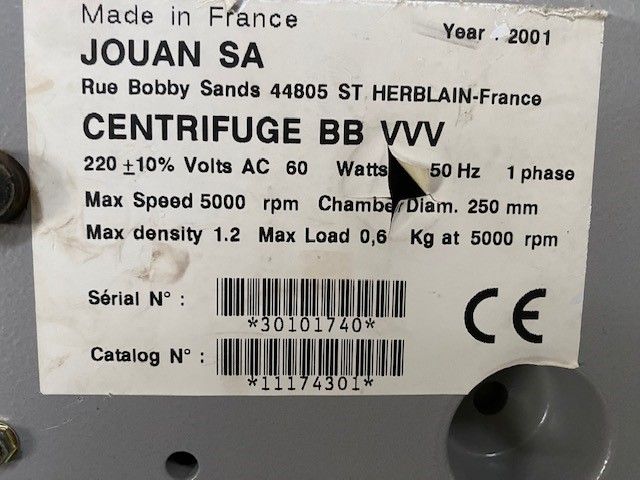 Made in France
Year : 2001
JOUAN SA
Rue Bobby Sands 44805 ST HERBLAIN-France
CENTRIFUGE BB VVV
220 ±10% Volts AC 60 Watts 50 Hz 1 phase
Max Speed 5000 rpm Chamber Diam. 250 mm
Max density 1.2 Max Load 0,6 Kg at 5000 rpm
Sérial N° :
*30101740*
Catalog N° :
*11174301*
CE